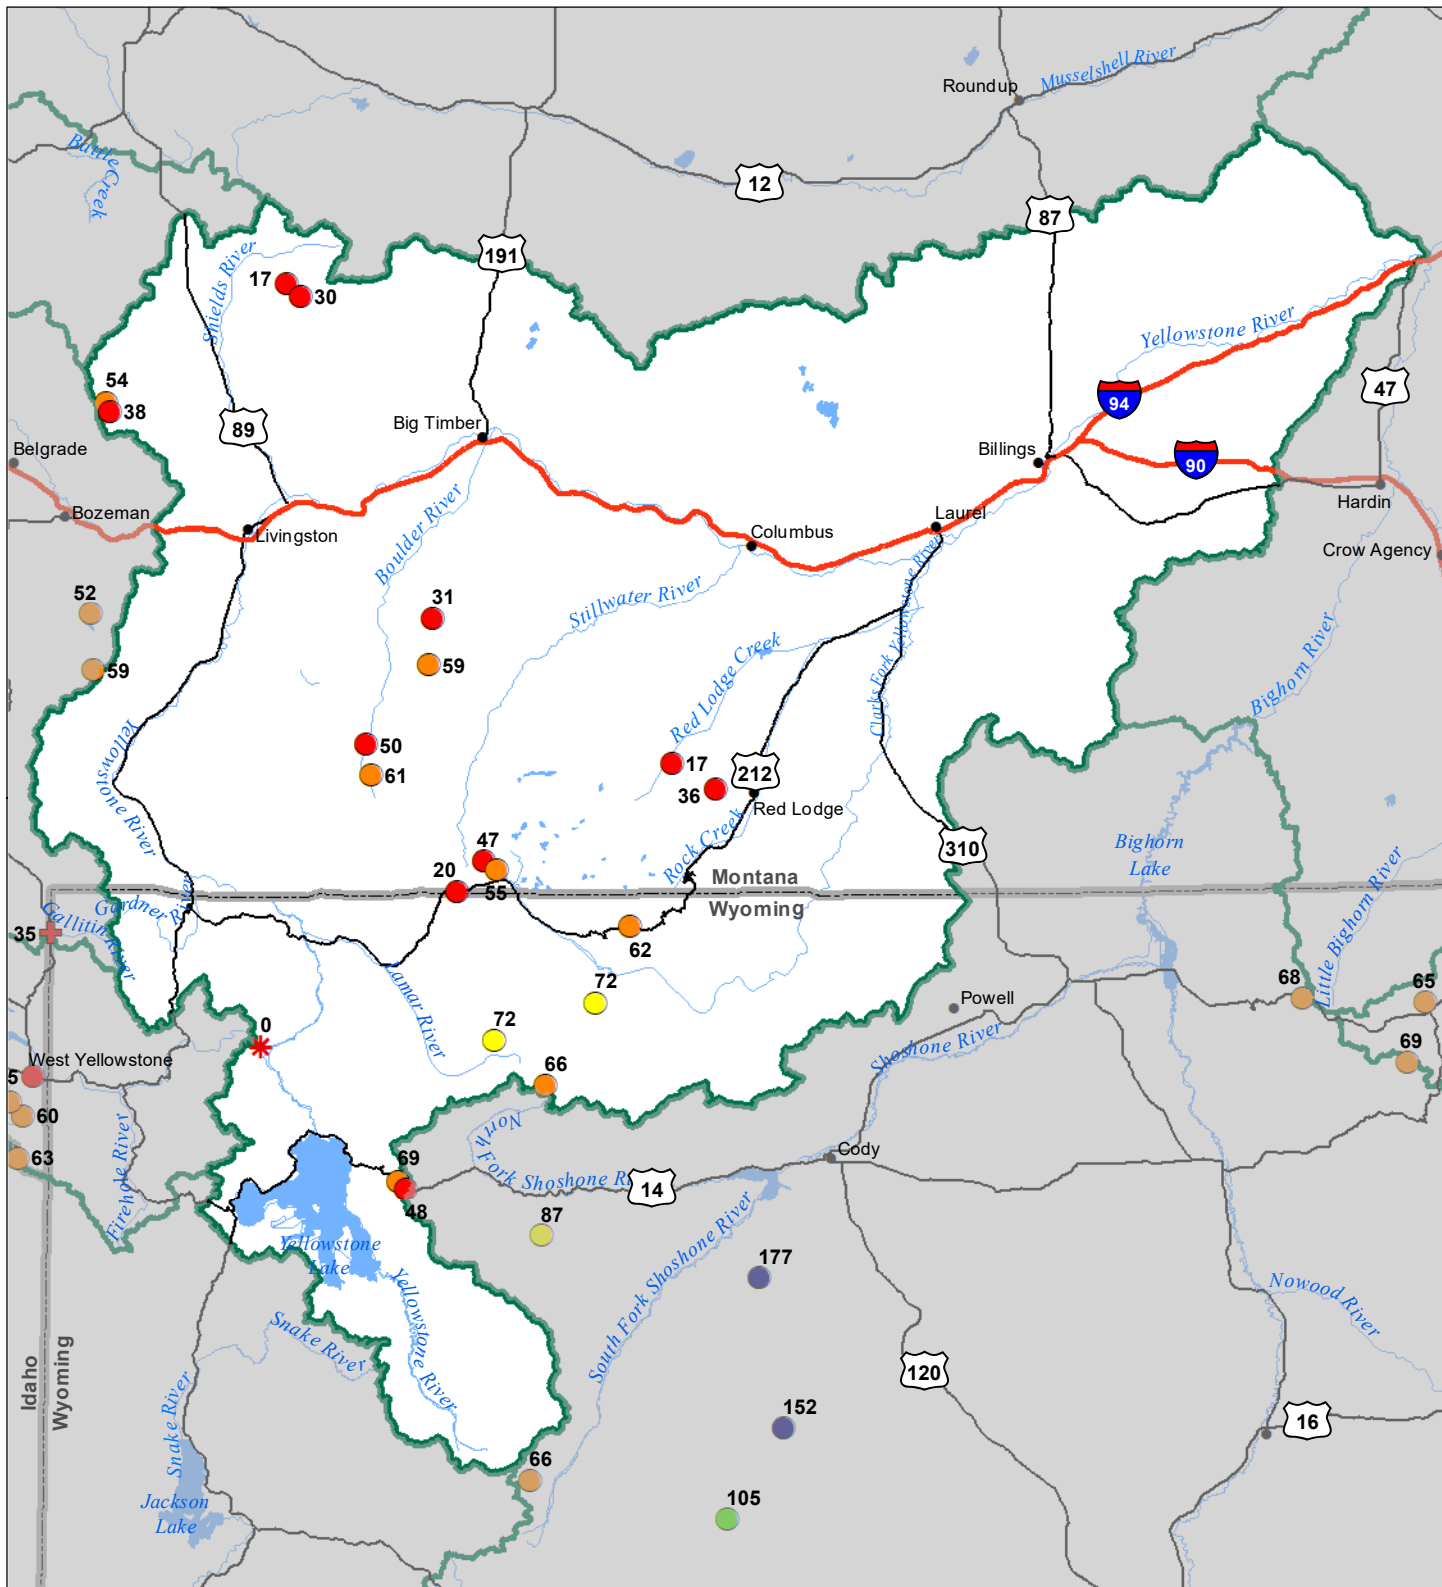 Roundup
Musselshell River
Battle Creek
12
87
191
Shields River
17
30
Yellowstone River
54
38
47
94
89
Big Timber
Belgrade
Billings
90
Hardin
Bozeman
Livingston
Boulder River
Columbus
Laurel
Crow Agency
52
31
Stillwater River
Clarks Fork Yellowstone River
59
59
Red Lodge Creek
Bighorn River
Yellowstone River
50
61
17
36
212
Red Lodge
Rock Creek
310
Bighorn
Lake
47
20
55
Montana
Wyoming
Little Bighorn River
Gardner River
Gallitin River
35
62
Lamar River
72
72
68
65
Powell
0
Shoshone River
69
West Yellowstone
5
66
60
63
Firehole River
North Fork Shoshone Ri
Cody
69
48
14
87
Yellowstone
Lake
Yellowstone River
South Fork Shoshone River
177
Nowood River
Snake River
Idaho
Wyoming
120
Snake River
152
16
66
105
Jackson
Lake